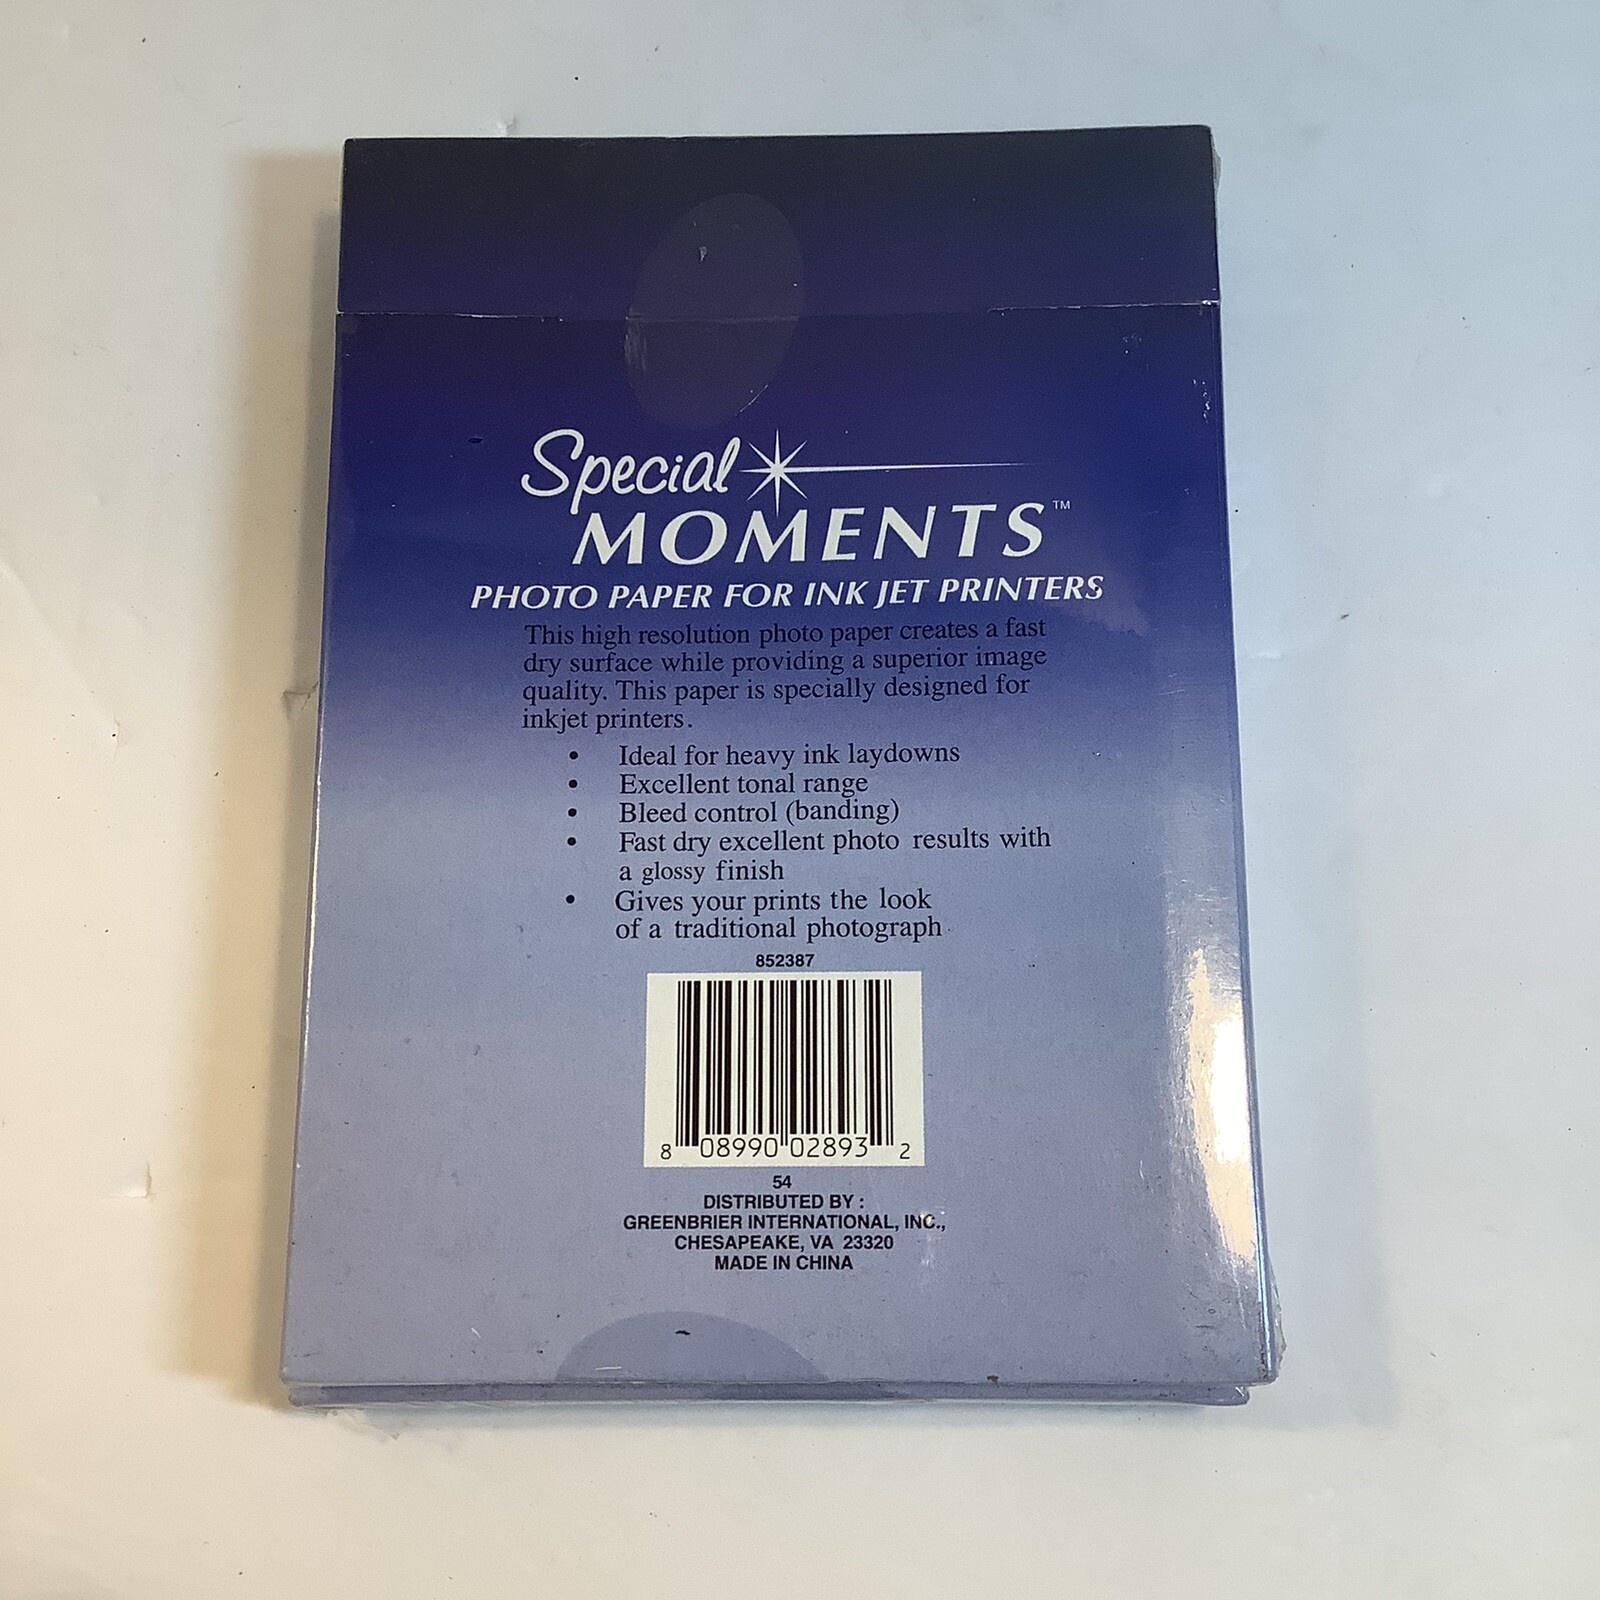 Special
MOMENTS™
PHOTO PAPER FOR INK JET PRINTERS
This high resolution photo paper creates a fast
dry surface while providing a superior image
quality. This paper is specially designed for
inkjet printers.
• Ideal for heavy ink laydowns
• Excellent tonal range
• Bleed control (banding)
• Fast dry excellent photo results with
a glossy finish
• Gives your prints the look
of a traditional photograph
852387
8 08990 02893 2
54
DISTRIBUTED BY :
GREENBRIER INTERNATIONAL, INC.,
CHESAPEAKE, VA 23320
MADE IN CHINA